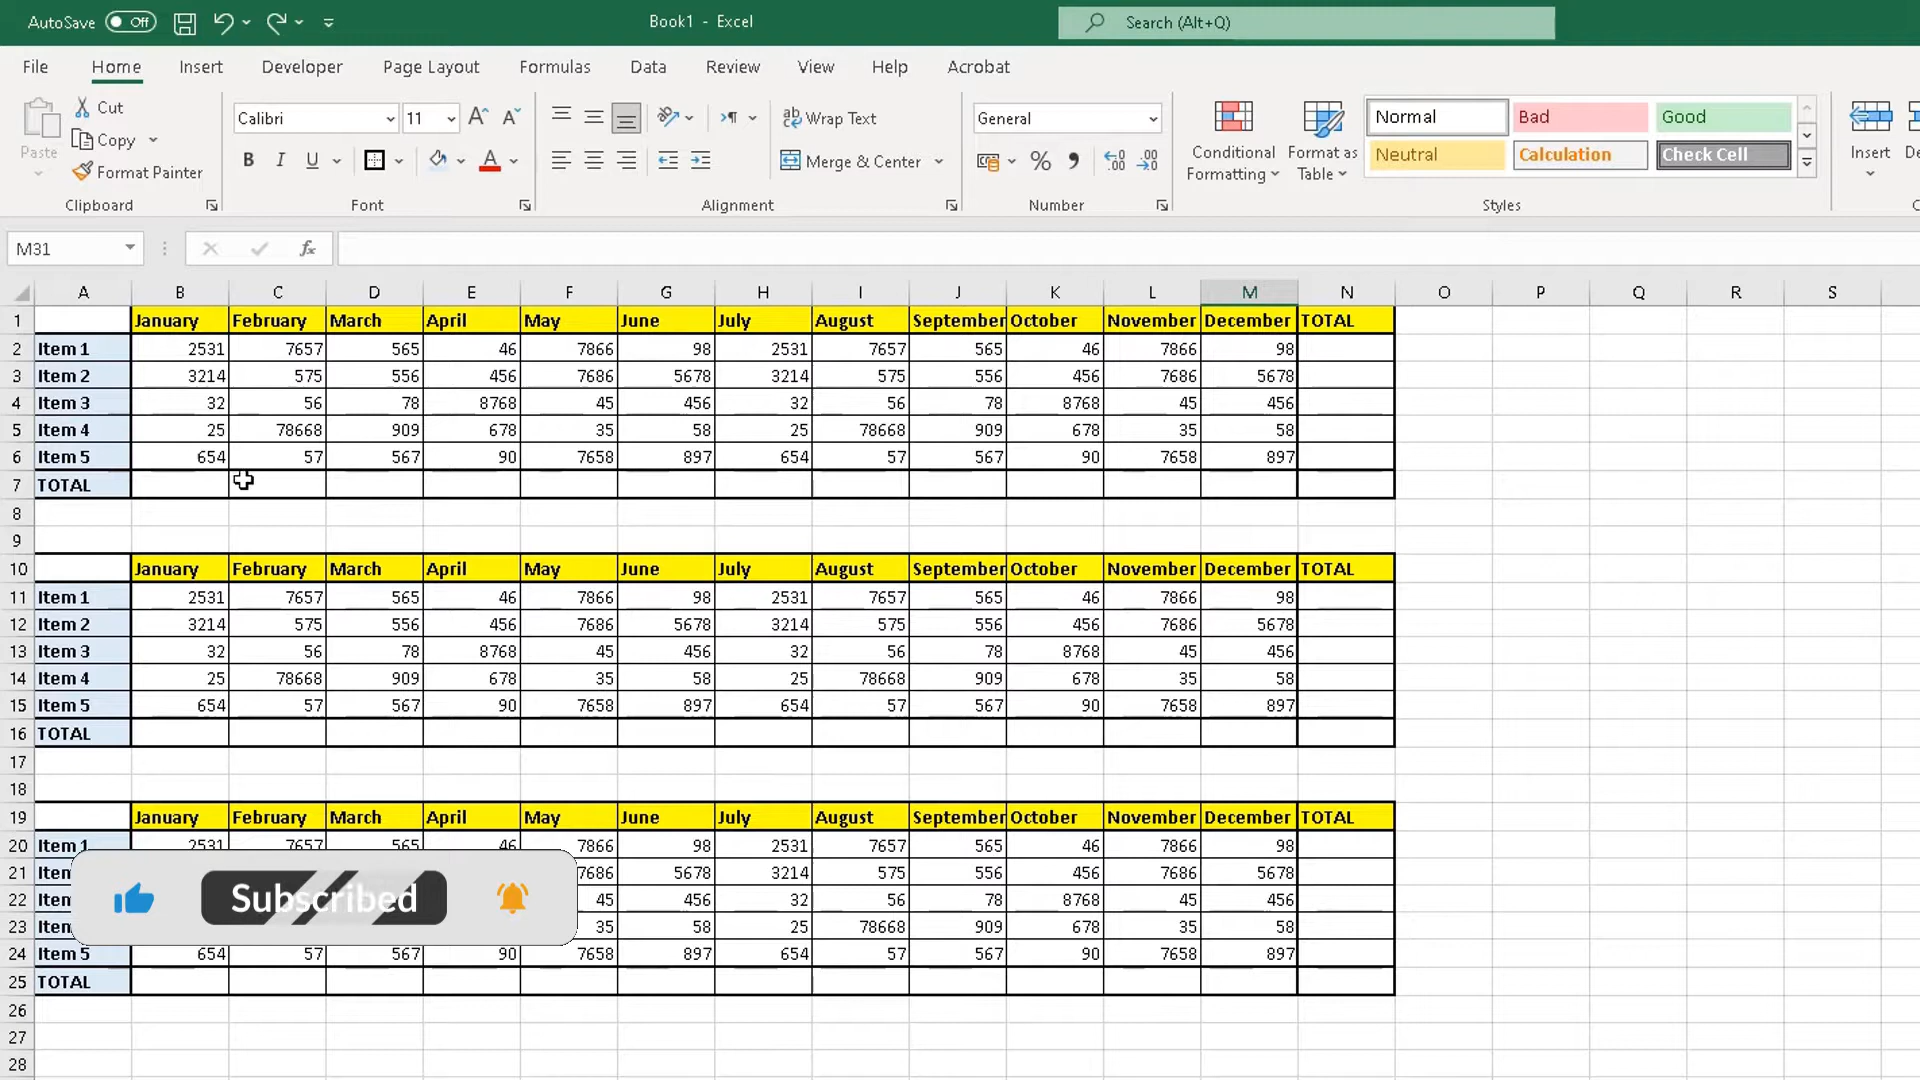 AutoSave Off Book1 - Excel Search (Alt+Q)
File Home Insert Developer Page Layout Formulas Data Review View Help Acrobat
Paste Cut Copy Format Painter
Clipboard
Calibri 11
B I U A
Font
Wrap Text
Merge & Center
Alignment
General
%
Number
Conditional Formatting
Format as Table
Normal Bad Good
Neutral Calculation Check Cell
Styles
Insert
M31 fx
A B C D E F G H I J K L M N O P Q R S
1 January February March April May June July August September October November December TOTAL
2 Item 1 2531 7657 565 46 7866 98 2531 7657 565 46 7866 98
3 Item 2 3214 575 556 456 7686 5678 3214 575 556 456 7686 5678
4 Item 3 32 56 78 8768 45 456 32 56 78 8768 45 456
5 Item 4 25 78668 909 678 35 58 25 78668 909 678 35 58
6 Item 5 654 57 567 90 7658 897 654 57 567 90 7658 897
7 TOTAL
8
9
10 January February March April May June July August September October November December TOTAL
11 Item 1 2531 7657 565 46 7866 98 2531 7657 565 46 7866 98
12 Item 2 3214 575 556 456 7686 5678 3214 575 556 456 7686 5678
13 Item 3 32 56 78 8768 45 456 32 56 78 8768 45 456
14 Item 4 25 78668 909 678 35 58 25 78668 909 678 35 58
15 Item 5 654 57 567 90 7658 897 654 57 567 90 7658 897
16 TOTAL
17
18
19 January February March April May June July August September October November December TOTAL
20 Item 1 2531 7657 565 46 7866 98 2531 7657 565 46 7866 98
21 7686 5678 3214 575 556 456 7686 5678
22 45 456 32 56 78 8768 45 456
Subscribed
23 35 58 25 78668 909 678 35 58
24 Item 5 654 57 567 90 7658 897 654 57 567 90 7658 897
25 TOTAL
26
27
28